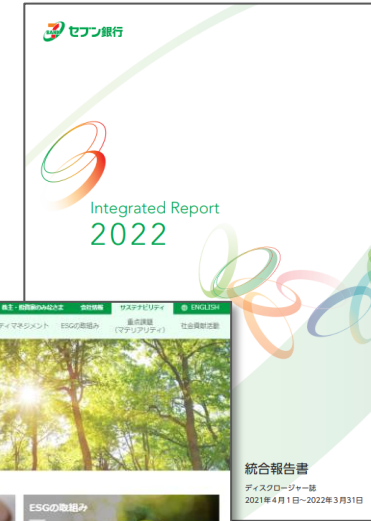 セブン銀行
Integrated Report
2022
株主・投資家のみなさま 会社情報 サステナビリティ ENGLISH
ティマネジメント ESGの取組み 重点課題
(マテリアリティ) 社会貢献活動
ESGの取組み
統合報告書
ディスクロージャー誌
2021年4月1日~2022年3月31日